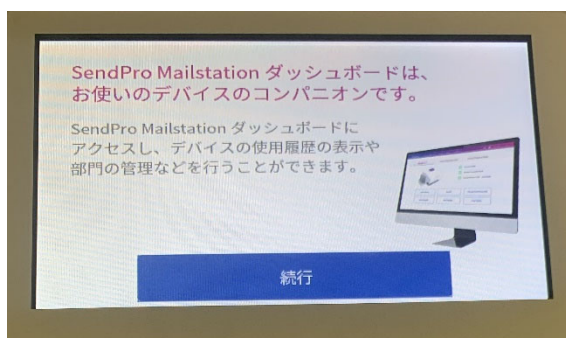 SendPro Mailstation ダッシュボードは、
お使いのデバイスのコンパニオンです。
SendPro Mailstation ダッシュボードに
アクセスし、デバイスの使用履歴の表示や
部門の管理などを行うことができます。
続行